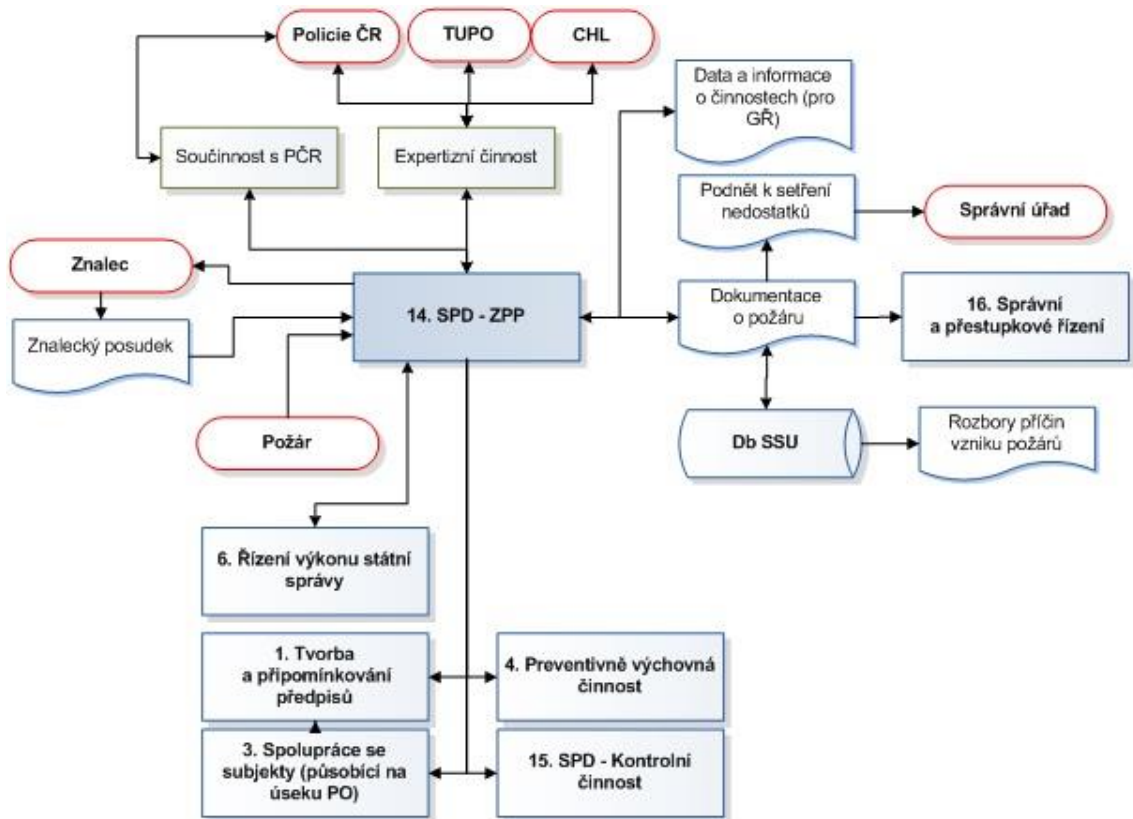 Policie ČR
TUPO
CHL
Data a informace
o činnostech (pro
GŘ)
Součinnost s PČR
Expertizní činnost
Podnět k setření
nedostatků
Správní úřad
Znalec
14. SPD - ZPP
Dokumentace
o požáru
16. Správní
a přestupkové řízení
Znalecký posudek
Požár
Db SSU
Rozbory příčin
vzniku požárů
6. Řízení výkonu státní
správy
1. Tvorba
a připomínkování
předpisů
4. Preventivně výchovná
činnost
3. Spolupráce se
subjekty (působící na
úseku PO)
15. SPD - Kontrolní
činnost